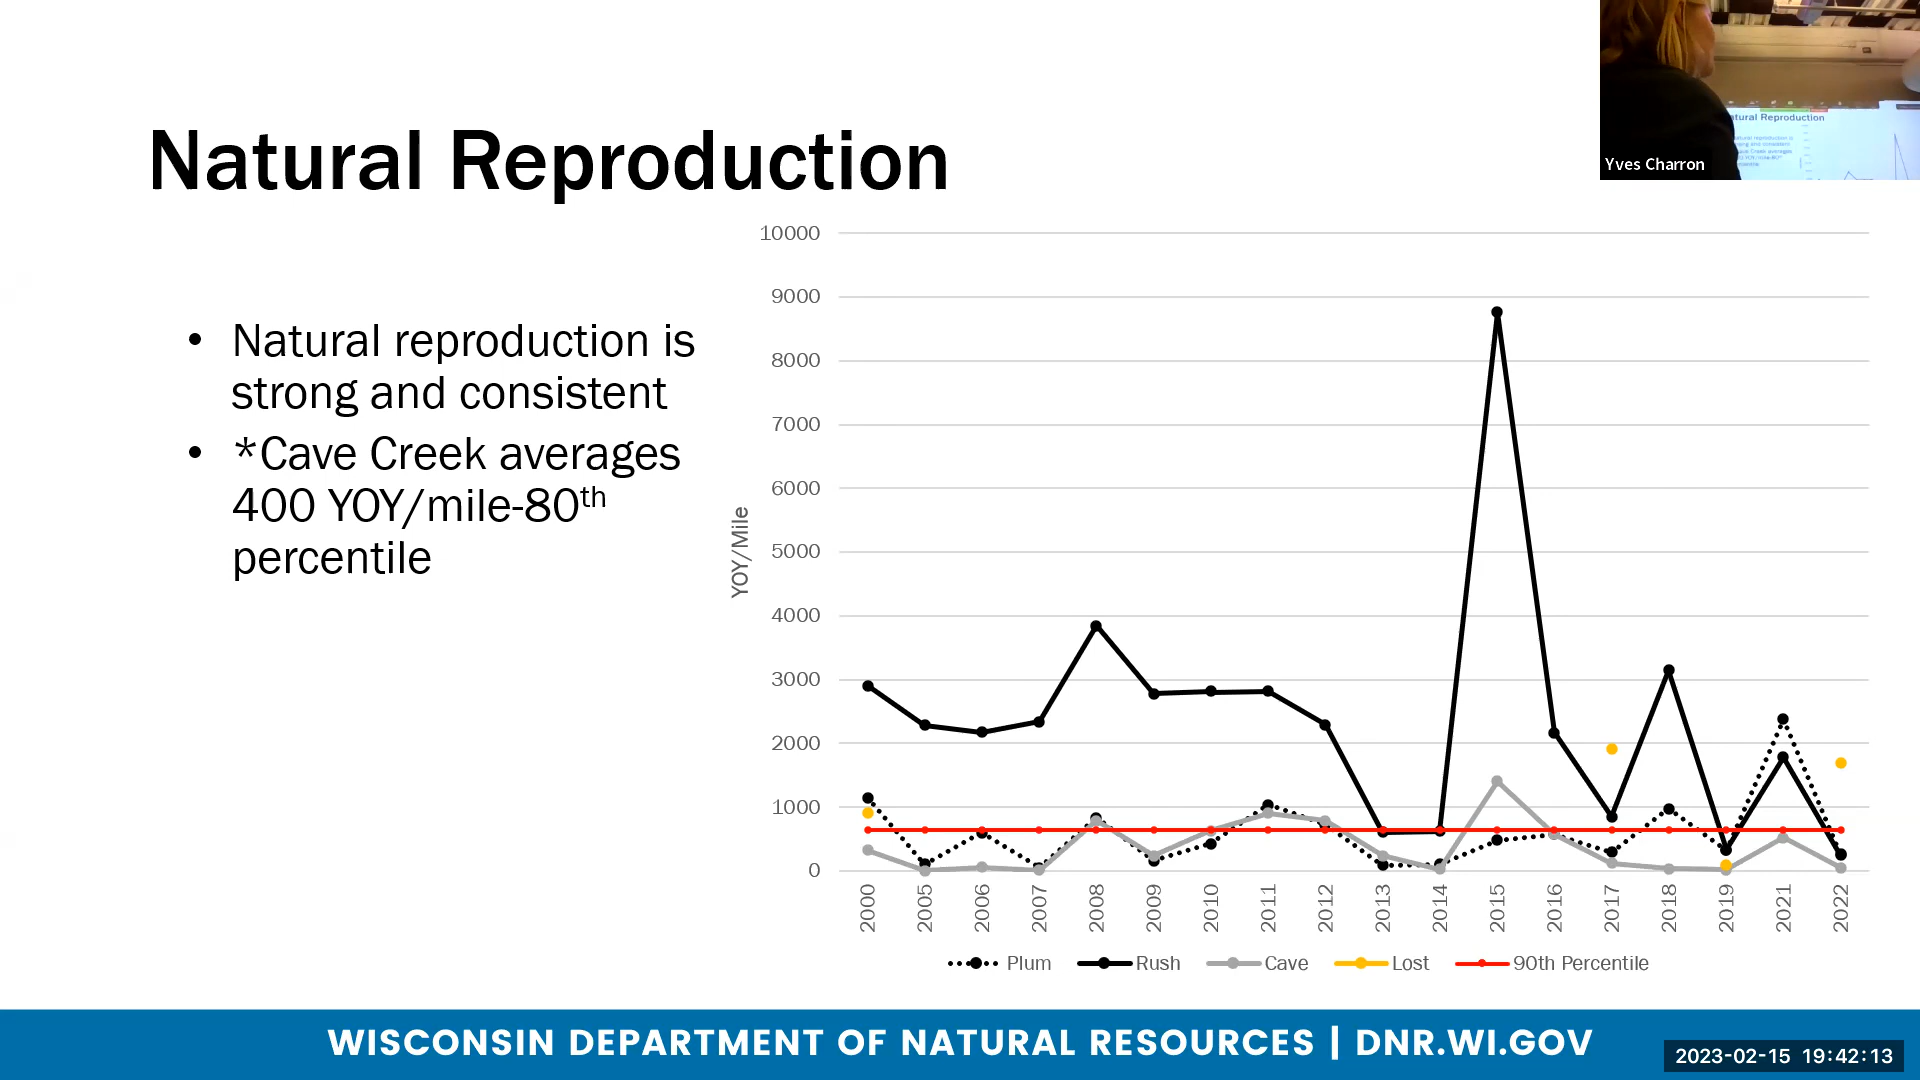 Natural Reproduction
Yves Charron
• Natural reproduction is
strong and consistent
• *Cave Creek averages
400 YOY/mile-80th
percentile
YOY/Mile
10000
9000
8000
7000
6000
5000
4000
3000
2000
1000
0
2000 2005 2006 2007 2008 2009 2010 2011 2012 2013 2014 2015 2016 2017 2018 2019 2021 2022
Plum Rush Cave Lost 90th Percentile
WISCONSIN DEPARTMENT OF NATURAL RESOURCES | DNR.WI.GOV
2023-02-15 19:42:13